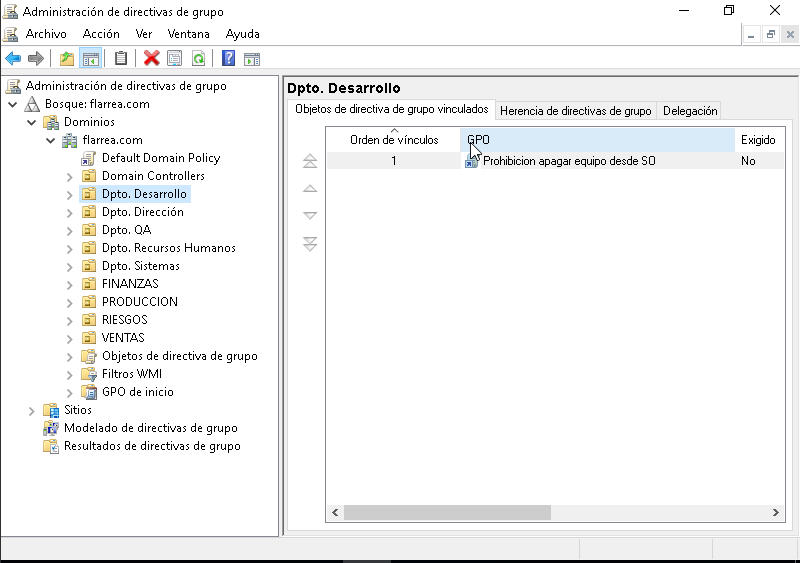 Administración de directivas de grupo
Archivo Acción Ver Ventana Ayuda
Administración de directivas de grupo
Bosque: flarrea.com
Dominios
flarrea.com
Default Domain Policy
Domain Controllers
Dpto. Desarrollo
Dpto. Dirección
Dpto. QA
Dpto. Recursos Humanos
Dpto. Sistemas
FINANZAS
PRODUCCION
RIESGOS
VENTAS
Objetos de directiva de grupo
Filtros WMI
GPO de inicio
Sitios
Modelado de directivas de grupo
Resultados de directivas de grupo
Dpto. Desarrollo
Objetos de directiva de grupo vinculados Herencia de directivas de grupo Delegación
Orden de vínculos GPO Exigido
1 Prohibicion apagar equipo desde SO No